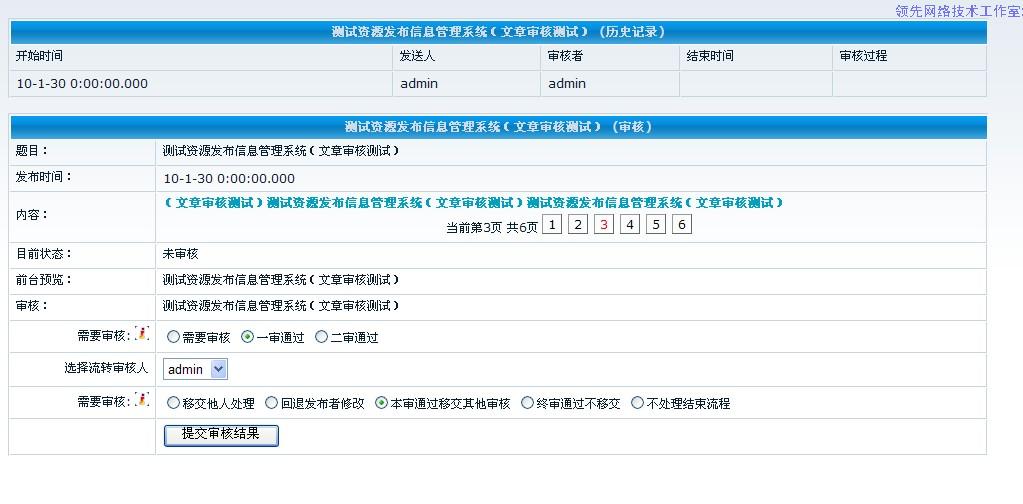 领先网络技术工作室
测试资源发布信息管理系统(文章审核测试) (历史记录)
开始时间 发送人 审核者 结束时间 审核过程
10-1-30 0:00:00.000 admin admin
测试资源发布信息管理系统(文章审核测试) (审核)
题目: 测试资源发布信息管理系统(文章审核测试)
发布时间: 10-1-30 0:00:00.000
内容: (文章审核测试)测试资源发布信息管理系统(文章审核测试)测试资源发布信息管理系统(文章审核测试)
当前第3页 共6页 1 2 3 4 5 6
目前状态: 未审核
前台预览: 测试资源发布信息管理系统(文章审核测试)
审核: 测试资源发布信息管理系统(文章审核测试)
需要审核: 需要审核 一审通过 二审通过
选择流转审核人 admin
需要审核: 移交他人处理 回退发布者修改 本审通过移交其他审核 终审通过不移交 不处理结束流程
提交审核结果